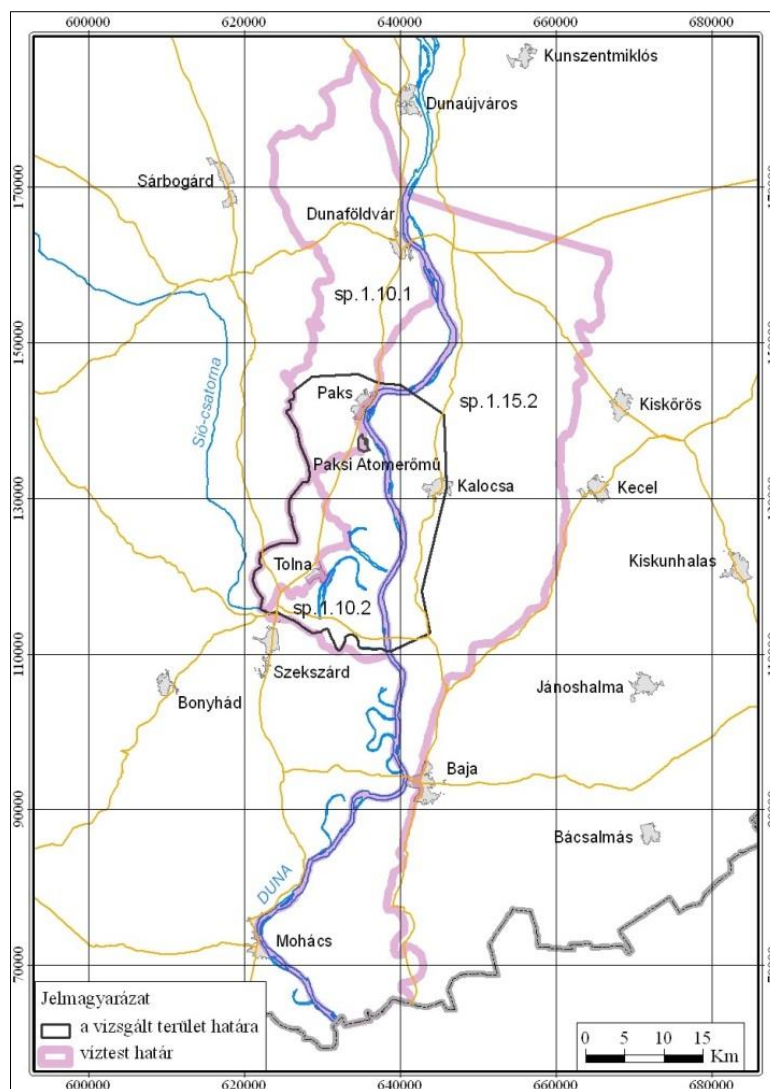 600000 620000 640000 660000 680000
Kunszentmiklós
Dunaújváros
Sárbogárd
170000
Dunaföldvár
sp.1.10.1
150000
Paks
sp.1.15.2
Kiskőrös
Sió-csatorna
Paksi Atomerőmű
Kalocsa
Kecel
130000
Tolna
Kiskunhalas
sp.1.10.2
110000
Szekszárd
Bonyhád
Jánoshalma
Baja
90000
Bácsalmás
DUNA
Mohács
70000
Jelmagyarázat
a vizsgált terület határa
víztest határ
0 5 10 15
Km
600000 620000 640000 660000 680000